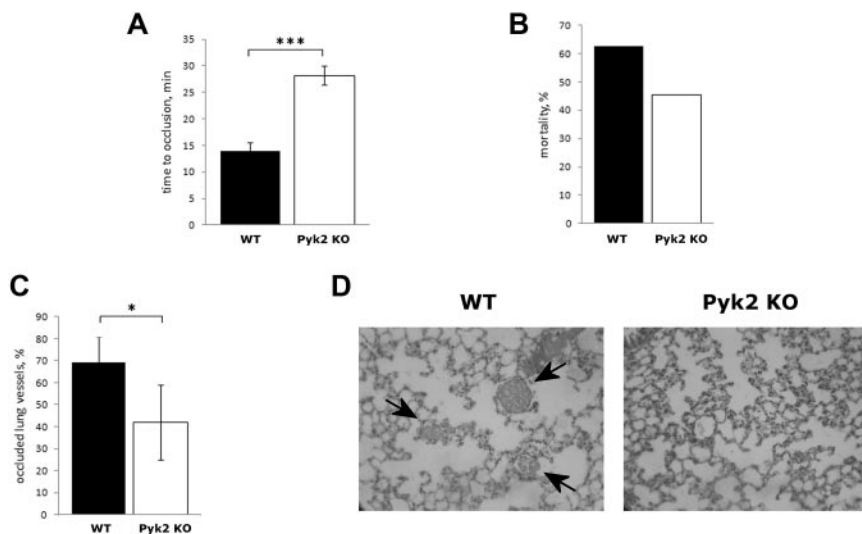 A
time to occlusion, min
35
30
25
20
15
10
5
0
***
WT
Pyk2 KO
B
mortality, %
70
60
50
40
30
20
10
0
WT
Pyk2 KO
C
occluded lung vessels, %
90
80
70
60
50
40
30
20
10
0
*
WT
Pyk2 KO
D
WT
Pyk2 KO